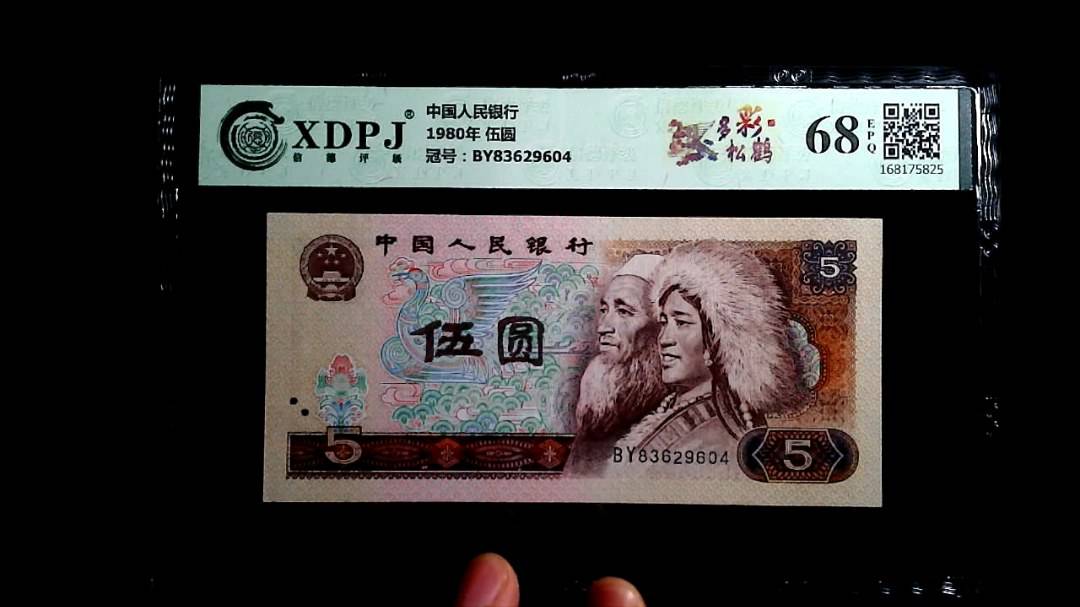 XDPJ®
信德评级
中国人民银行
1980年 伍圆
冠号：BY83629604
多彩
松鹤
68
EPQ
168175825
中国人民银行
5
伍圆
5
BY83629604
5